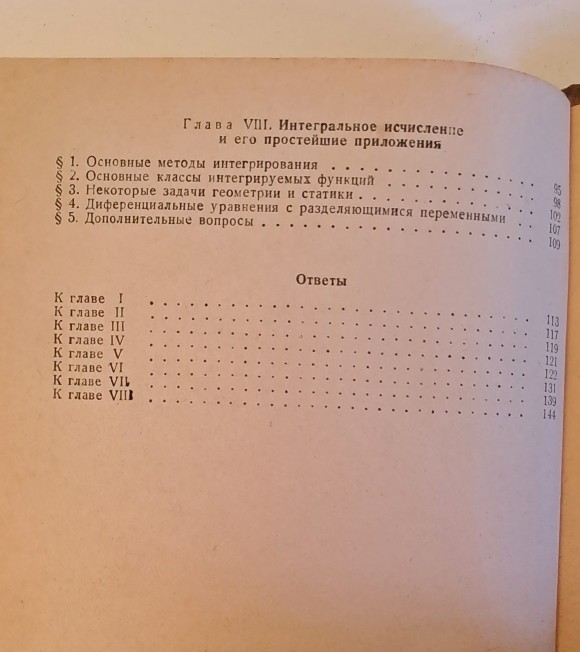 Глава VIII. Интегральное исчисление
и его простейшие приложения
§ 1. Основные методы интегрирования . . . . . . . . . . 95
§ 2. Основные классы интегрируемых функций . . . . . . . 98
§ 3. Некоторые задачи геометрии и статики . . . . . . . . 102
§ 4. Диференциальные уравнения с разделяющимися переменными . . 107
§ 5. Дополнительные вопросы . . . . . . . . . . . . . . 109
Ответы
К главе I . . . . . . . . . . . . . . . . . . . . . . 113
К главе II . . . . . . . . . . . . . . . . . . . . . . 117
К главе III . . . . . . . . . . . . . . . . . . . . . . 119
К главе IV . . . . . . . . . . . . . . . . . . . . . . 121
К главе V . . . . . . . . . . . . . . . . . . . . . . 122
К главе VI . . . . . . . . . . . . . . . . . . . . . . 131
К главе VII . . . . . . . . . . . . . . . . . . . . . . 139
К главе VIII . . . . . . . . . . . . . . . . . . . . . . 144